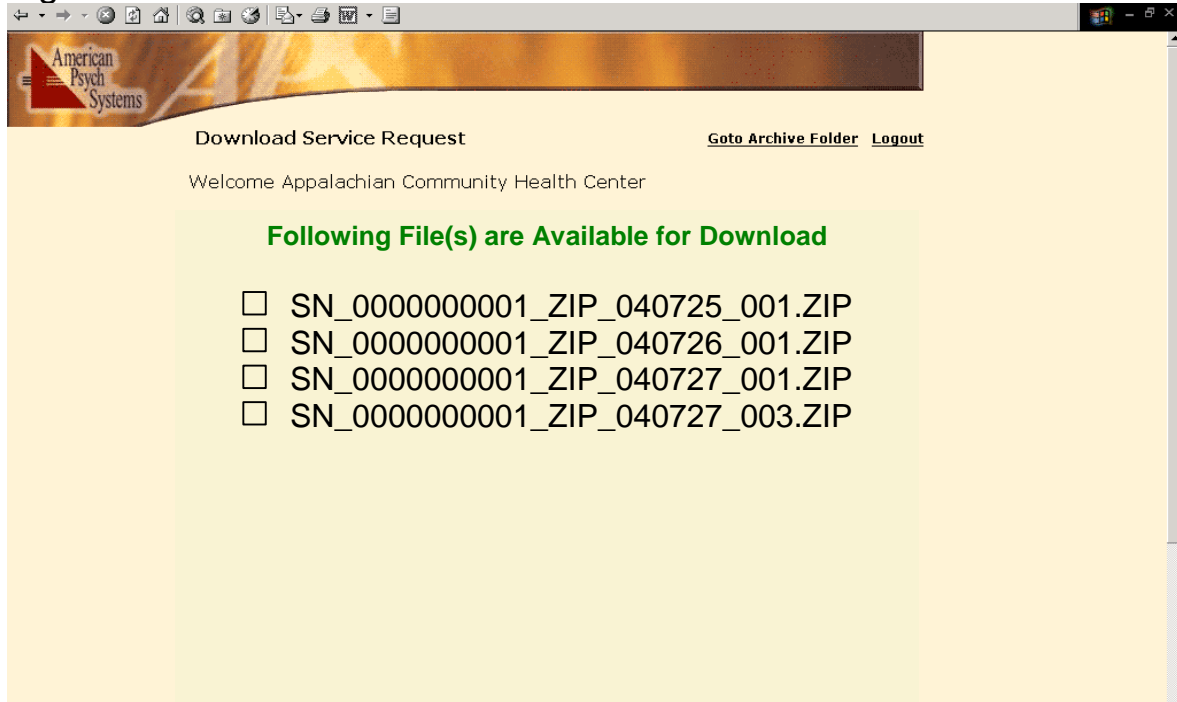 American
Psych
Systems
APS
Download Service Request
Goto Archive Folder Logout
Welcome Appalachian Community Health Center
Following File(s) are Available for Download
SN_0000000001_ZIP_040725_001.ZIP
SN_0000000001_ZIP_040726_001.ZIP
SN_0000000001_ZIP_040727_001.ZIP
SN_0000000001_ZIP_040727_003.ZIP